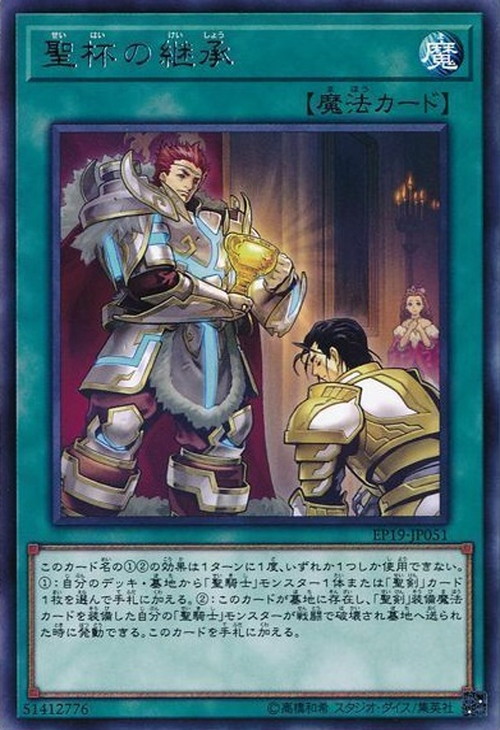 聖杯の継承
魔
【魔法カード】
EP19-JP051
このカード名の①②の効果は1ターンに1度、いずれか1つしか使用できない。
①：自分のデッキ・墓地から「聖騎士」モンスター1体または「聖剣」カード
1枚を選んで手札に加える。②：このカードが墓地に存在し、「聖剣」装備魔法
カードを装備した自分の「聖騎士」モンスターが戦闘で破壊され墓地へ送られ
た時に発動できる。このカードを手札に加える。
51412776
©高橋和希 スタジオ・ダイス/集英社